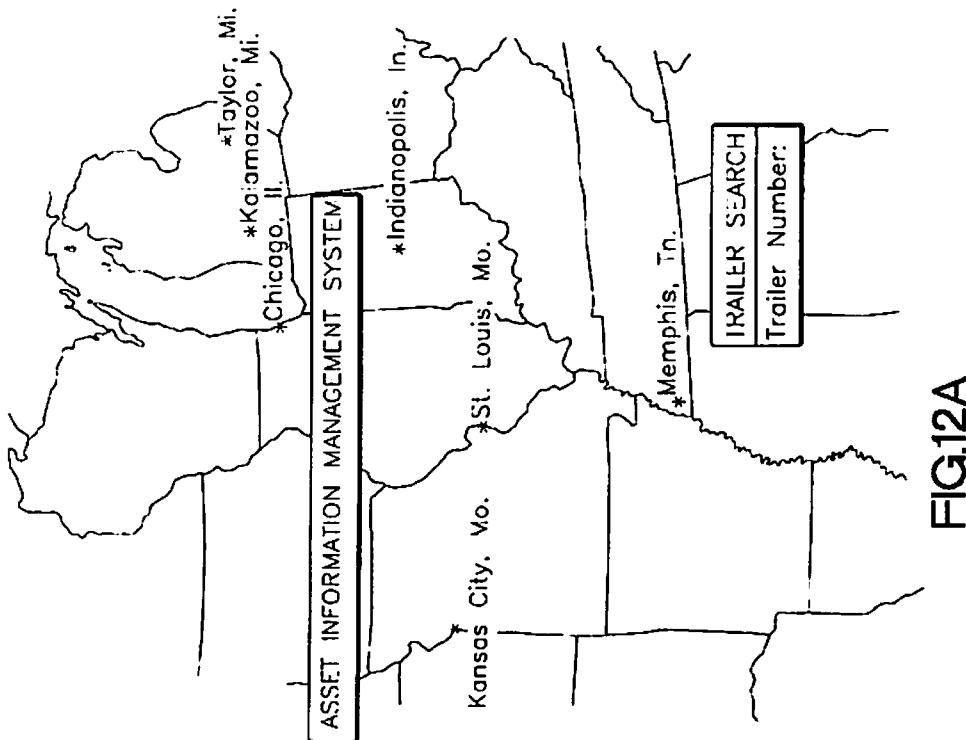 *Taylor, Mi.
*Kalamazoo, Mi.
*Chicago, Il.
ASSET INFORMATION MANAGEMENT SYSTEM
*Indianopolis, In.
*St. Louis, Mo.
Kansas City, Mo.*
*Memphis, Tn.
TRAILER SEARCH
Trailer Number:
FIG.12A